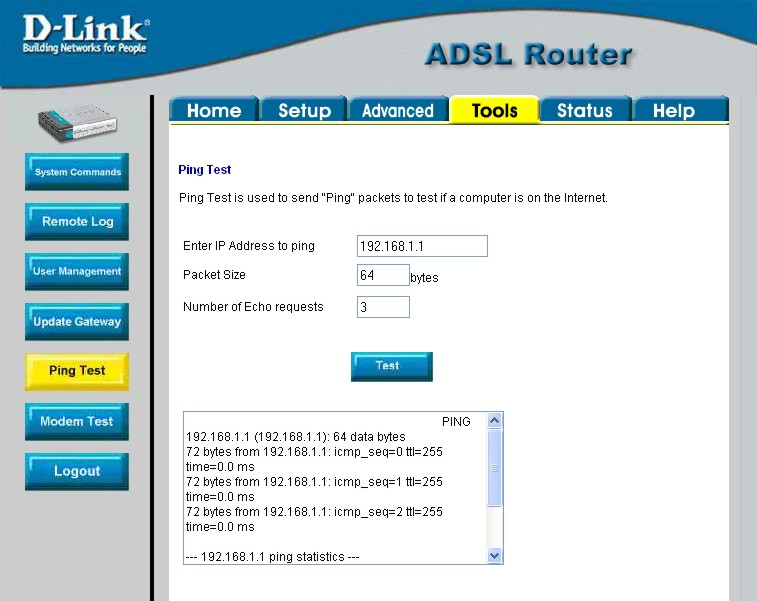 D-Link®
Building Networks for People
ADSL Router
Home Setup Advanced Tools Status Help
System Commands
Remote Log
User Management
Update Gateway
Ping Test
Modem Test
Logout
Ping Test
Ping Test is used to send "Ping" packets to test if a computer is on the Internet.
Enter IP Address to ping 192.168.1.1
Packet Size 64 bytes
Number of Echo requests 3
Test
PING
192.168.1.1 (192.168.1.1): 64 data bytes
72 bytes from 192.168.1.1: icmp_seq=0 ttl=255
time=0.0 ms
72 bytes from 192.168.1.1: icmp_seq=1 ttl=255
time=0.0 ms
72 bytes from 192.168.1.1: icmp_seq=2 ttl=255
time=0.0 ms
--- 192.168.1.1 ping statistics ---